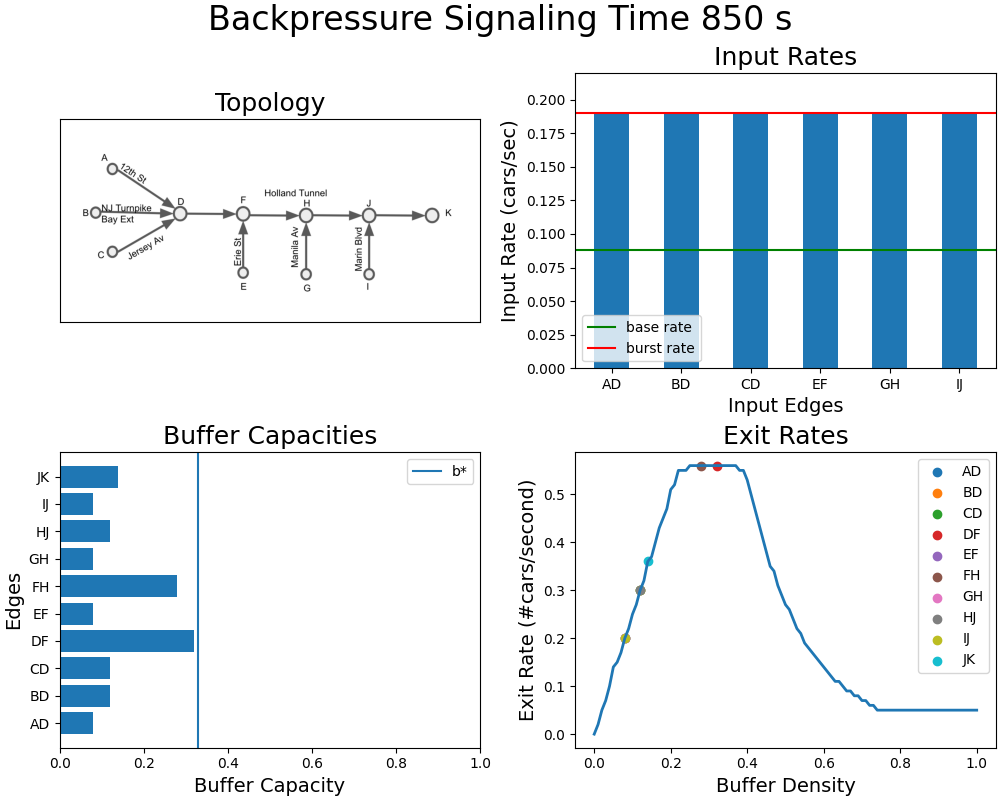 Backpressure Signaling Time 850 s
Topology
A
12th St
B
NJ Turnpike
Bay Ext
C
Jersey Av
D
F
Holland Tunnel
H
J
K
Erie St
Manila Av
Marin Blvd
E
G
I
Input Rates
Input Rate (cars/sec)
0.200
0.175
0.150
0.125
0.100
0.075
0.050
0.025
0.000
base rate
burst rate
AD BD CD EF GH IJ
Input Edges
Buffer Capacities
Edges
JK
IJ
HJ
GH
FH
EF
DF
CD
BD
AD
b*
0.0 0.2 0.4 0.6 0.8 1.0
Buffer Capacity
Exit Rates
Exit Rate (#cars/second)
0.5
0.4
0.3
0.2
0.1
0.0
AD
BD
CD
DF
EF
FH
GH
HJ
IJ
JK
0.0 0.2 0.4 0.6 0.8 1.0
Buffer Density